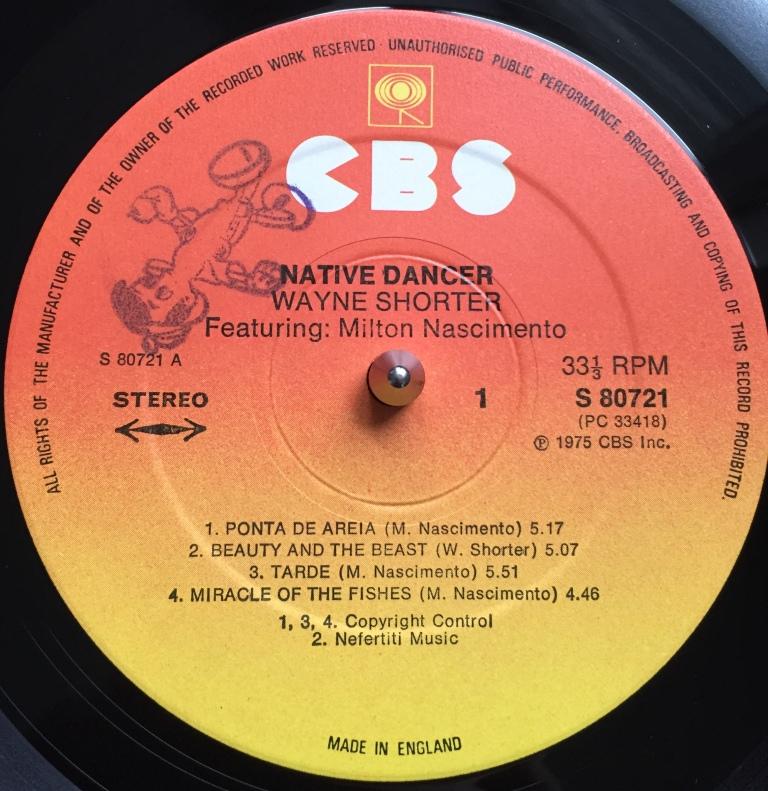 ALL RIGHTS OF THE MANUFACTURER AND OF THE OWNER OF THE RECORDED WORK RESERVED · UNAUTHORISED PUBLIC PERFORMANCE, BROADCASTING AND COPYING OF THIS RECORD PROHIBITED.
CBS
NATIVE DANCER
WAYNE SHORTER
Featuring: Milton Nascimento
S 80721 A
STEREO
1
33⅓ RPM
S 80721
(PC 33418)
℗ 1975 CBS Inc.
1. PONTA DE AREIA (M. Nascimento) 5.17
2. BEAUTY AND THE BEAST (W. Shorter) 5.07
3. TARDE (M. Nascimento) 5.51
4. MIRACLE OF THE FISHES (M. Nascimento) 4.46
1, 3, 4. Copyright Control
2. Nefertiti Music
MADE IN ENGLAND